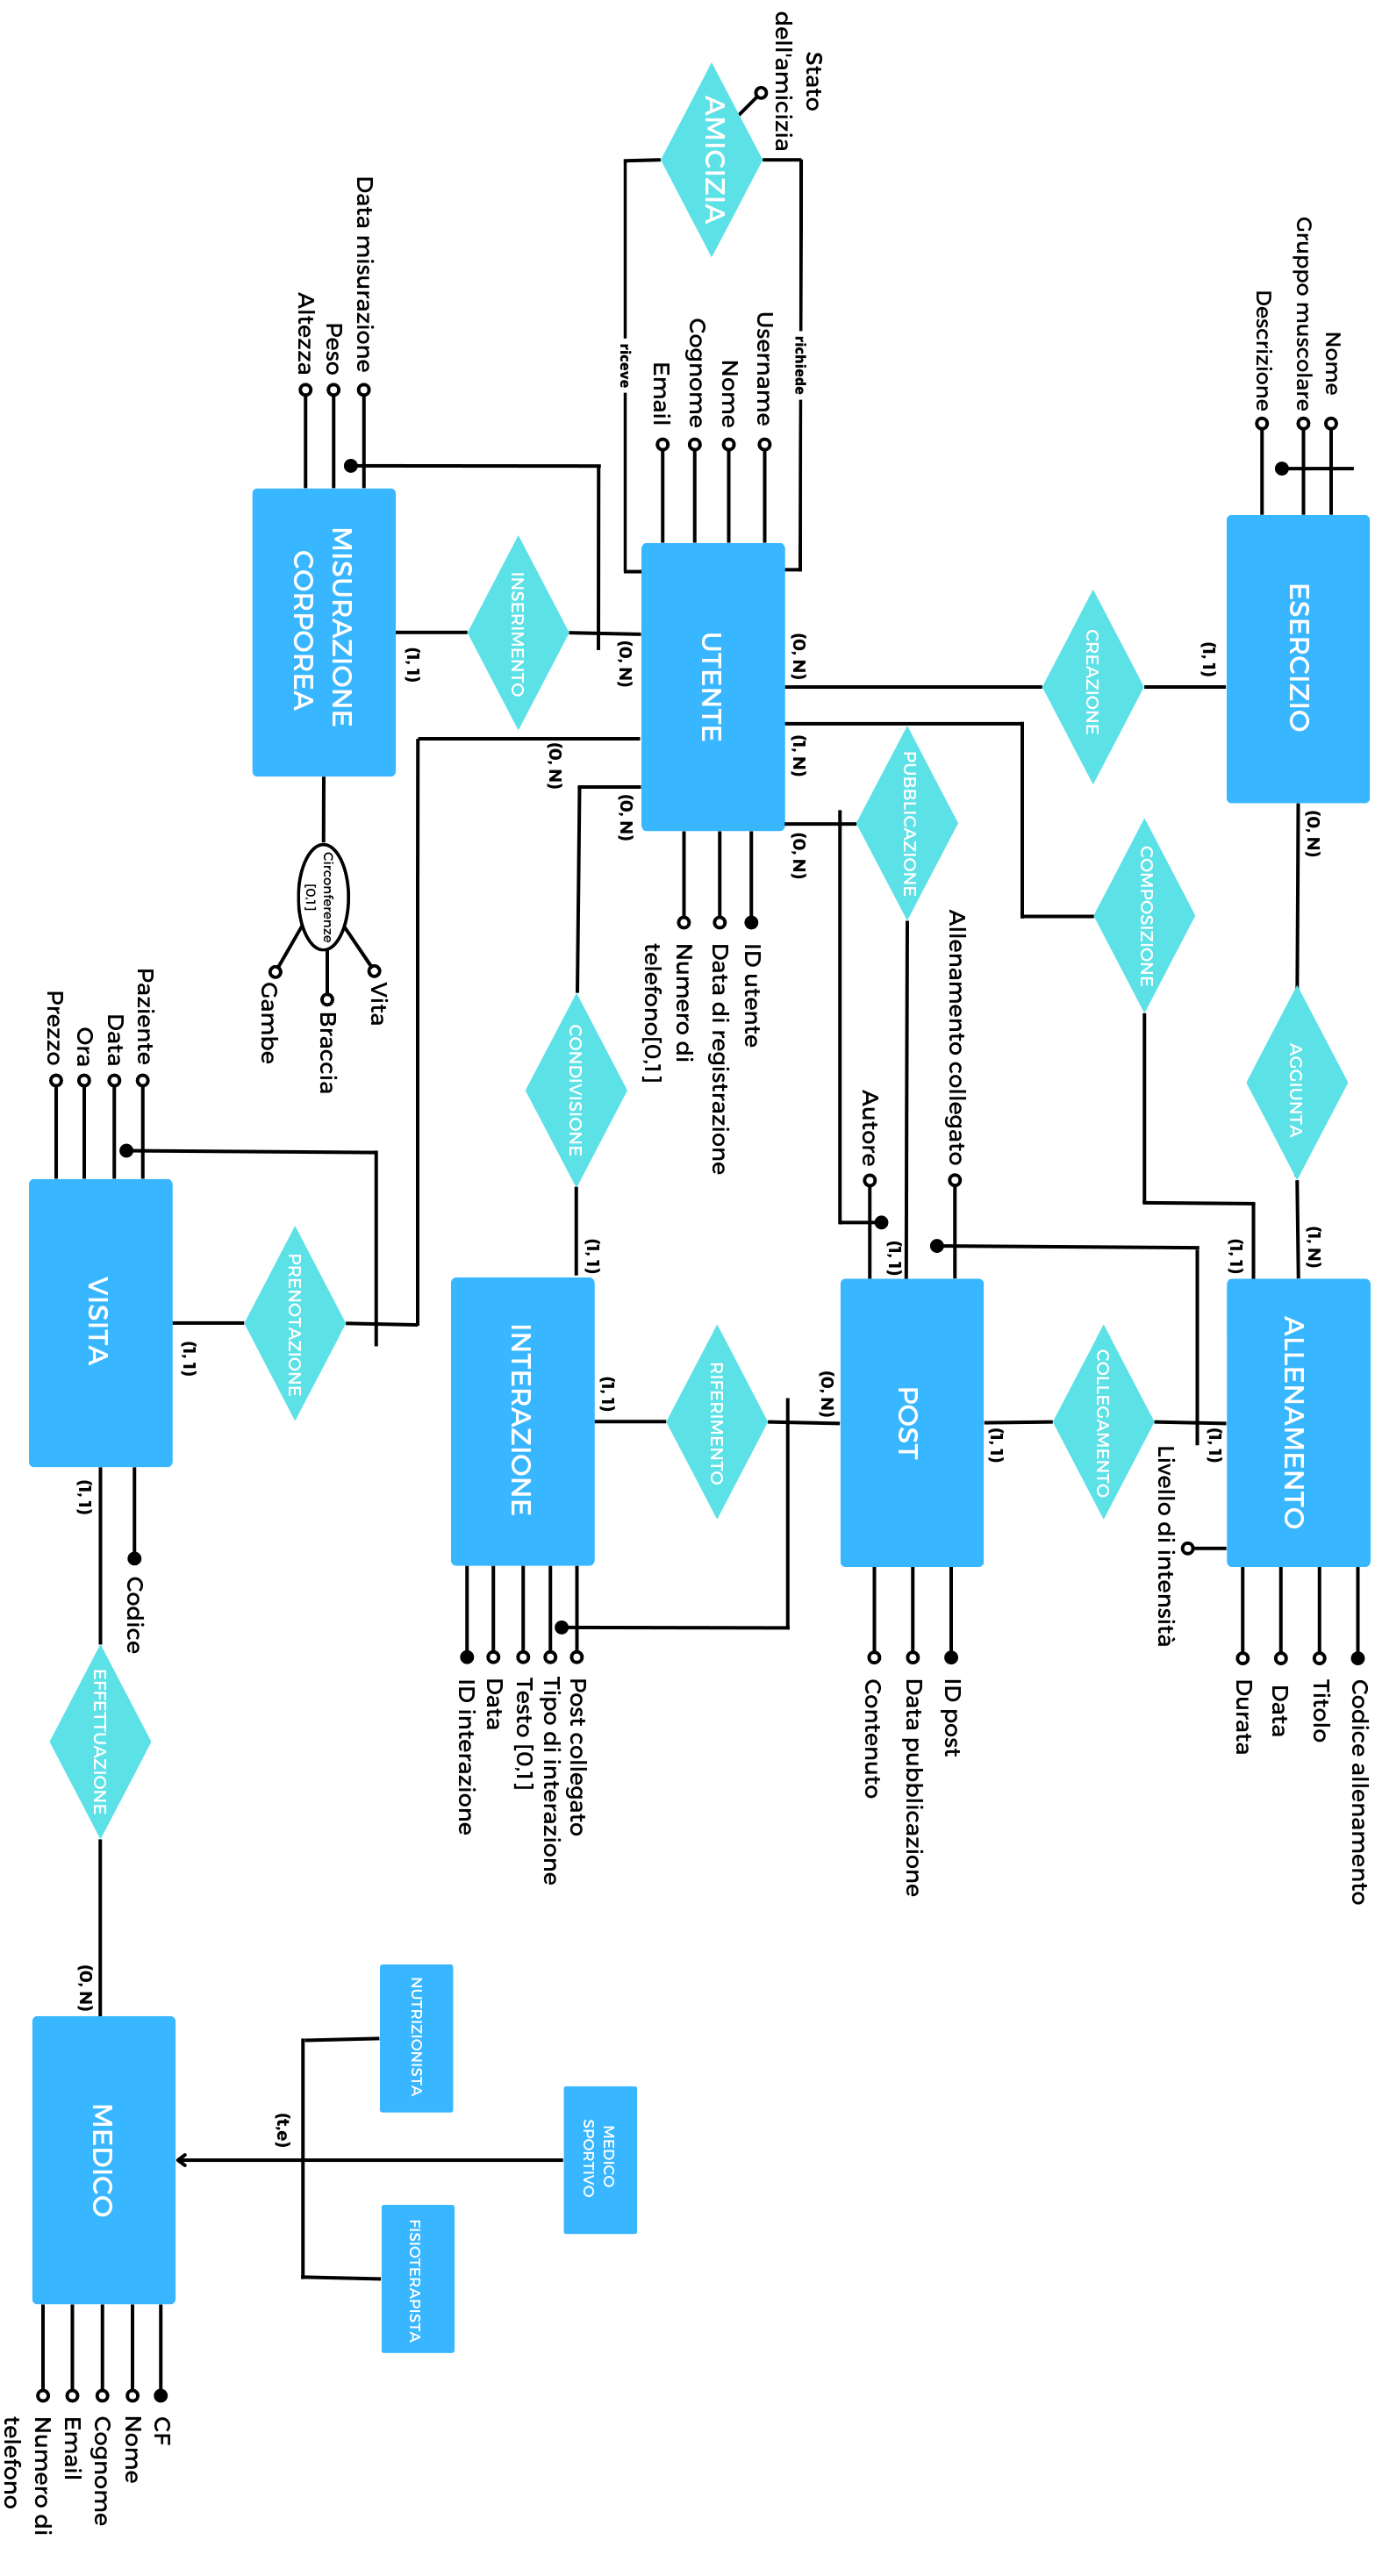 Nome
Gruppo muscolare
Descrizione
ESERCIZIO
(0, N)
AGGIUNTA
(1, N)
ALLENAMENTO
Codice allenamento
Titolo
Data
Durata
Livello di intensità
(1, 1)
CREAZIONE
COMPOSIZIONE
(1, 1)
(1, 1)
COLLEGAMENTO
(1, 1)
Stato
dell'amicizia
AMICIZIA
richiede
riceve
Username
Nome
Cognome
Email
(0, N)
(1, N)
(0, N)
UTENTE
ID utente
Data di registrazione
Numero di
telefono[0,1]
PUBBLICAZIONE
Allenamento collegato
Autore
(1, 1)
POST
ID post
Data pubblicazione
Contenuto
(0, N)
RIFERIMENTO
(1, 1)
(0, N)
(0, N)
(0, N)
CONDIVISIONE
(1, 1)
INTERAZIONE
Post collegato
Tipo di interazione
Testo [0,1]
Data
ID interazione
INSERIMENTO
(1, 1)
Data misurazione
Peso
Altezza
MISURAZIONE
CORPOREA
Circonferenze
[0,1]
Vita
Braccia
Gambe
PRENOTAZIONE
(1, 1)
Paziente
Data
Ora
Prezzo
VISITA
Codice
(1, 1)
EFFETTUAZIONE
(0, N)
MEDICO
SPORTIVO
NUTRIZIONISTA
FISIOTERAPISTA
(t,e)
MEDICO
CF
Nome
Cognome
Email
Numero di
telefono